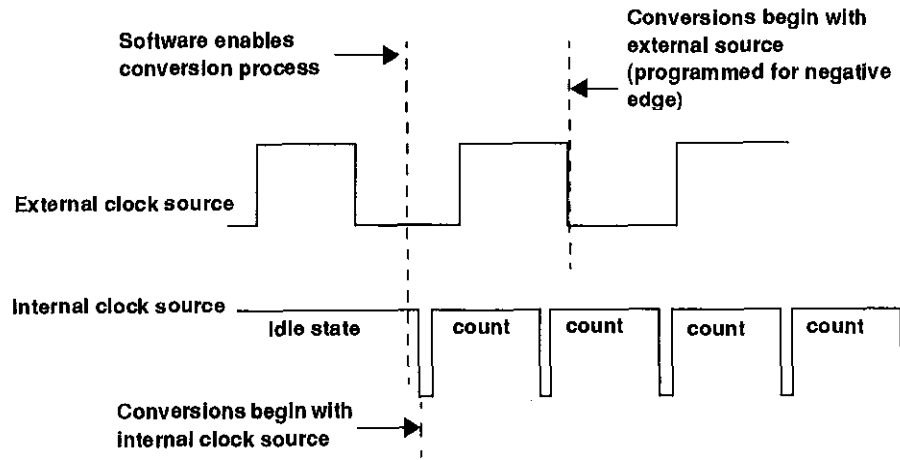 Software enables
conversion process
Conversions begin with
external source
(programmed for negative
edge)
External clock source
Internal clock source
Idle state
count
count
count
count
Conversions begin with
internal clock source